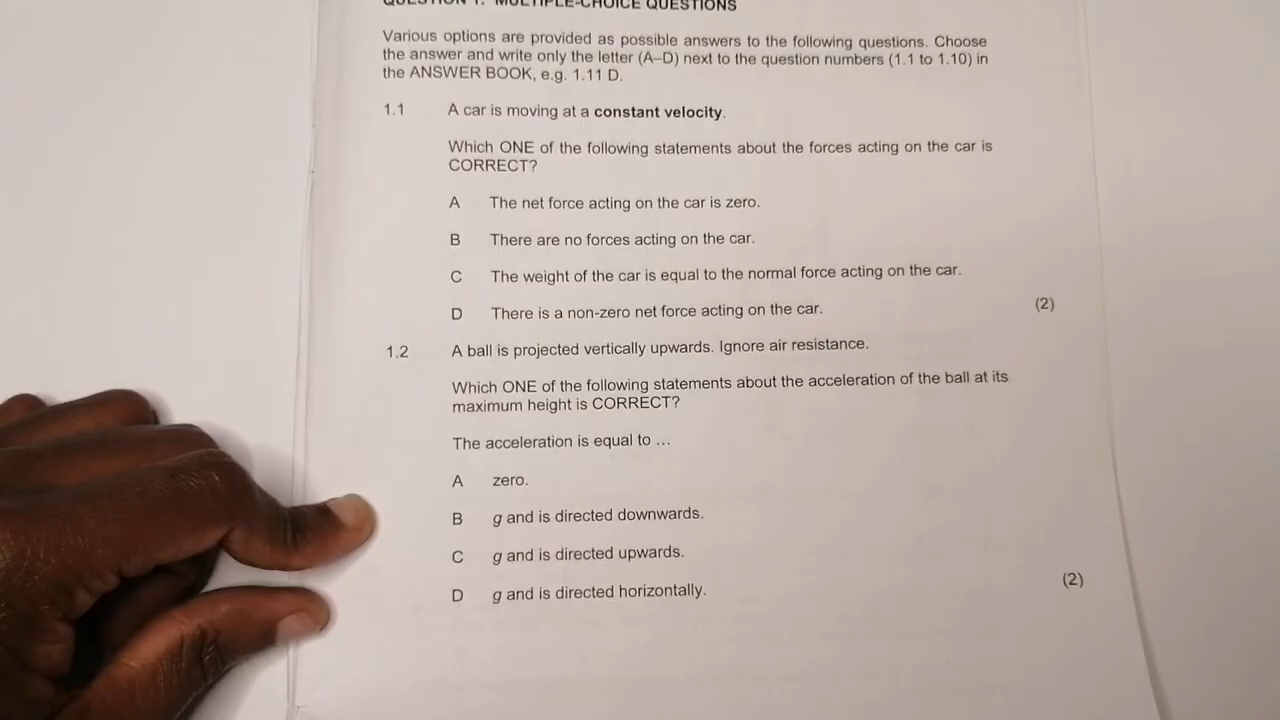 QUESTION 1: MULTIPLE-CHOICE QUESTIONS
Various options are provided as possible answers to the following questions. Choose
the answer and write only the letter (A–D) next to the question numbers (1.1 to 1.10) in
the ANSWER BOOK, e.g. 1.11 D.
1.1 A car is moving at a constant velocity.
Which ONE of the following statements about the forces acting on the car is
CORRECT?
A The net force acting on the car is zero.
B There are no forces acting on the car.
C The weight of the car is equal to the normal force acting on the car.
D There is a non-zero net force acting on the car. (2)
1.2 A ball is projected vertically upwards. Ignore air resistance.
Which ONE of the following statements about the acceleration of the ball at its
maximum height is CORRECT?
The acceleration is equal to …
A zero.
B g and is directed downwards.
C g and is directed upwards.
D g and is directed horizontally. (2)